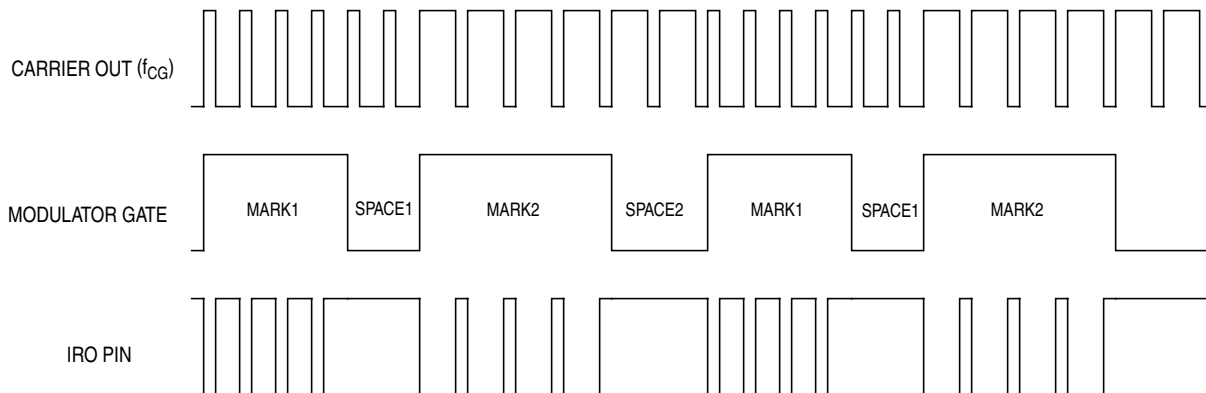 CARRIER OUT (fCG)
MODULATOR GATE
MARK1 SPACE1 MARK2 SPACE2 MARK1 SPACE1 MARK2
IRO PIN